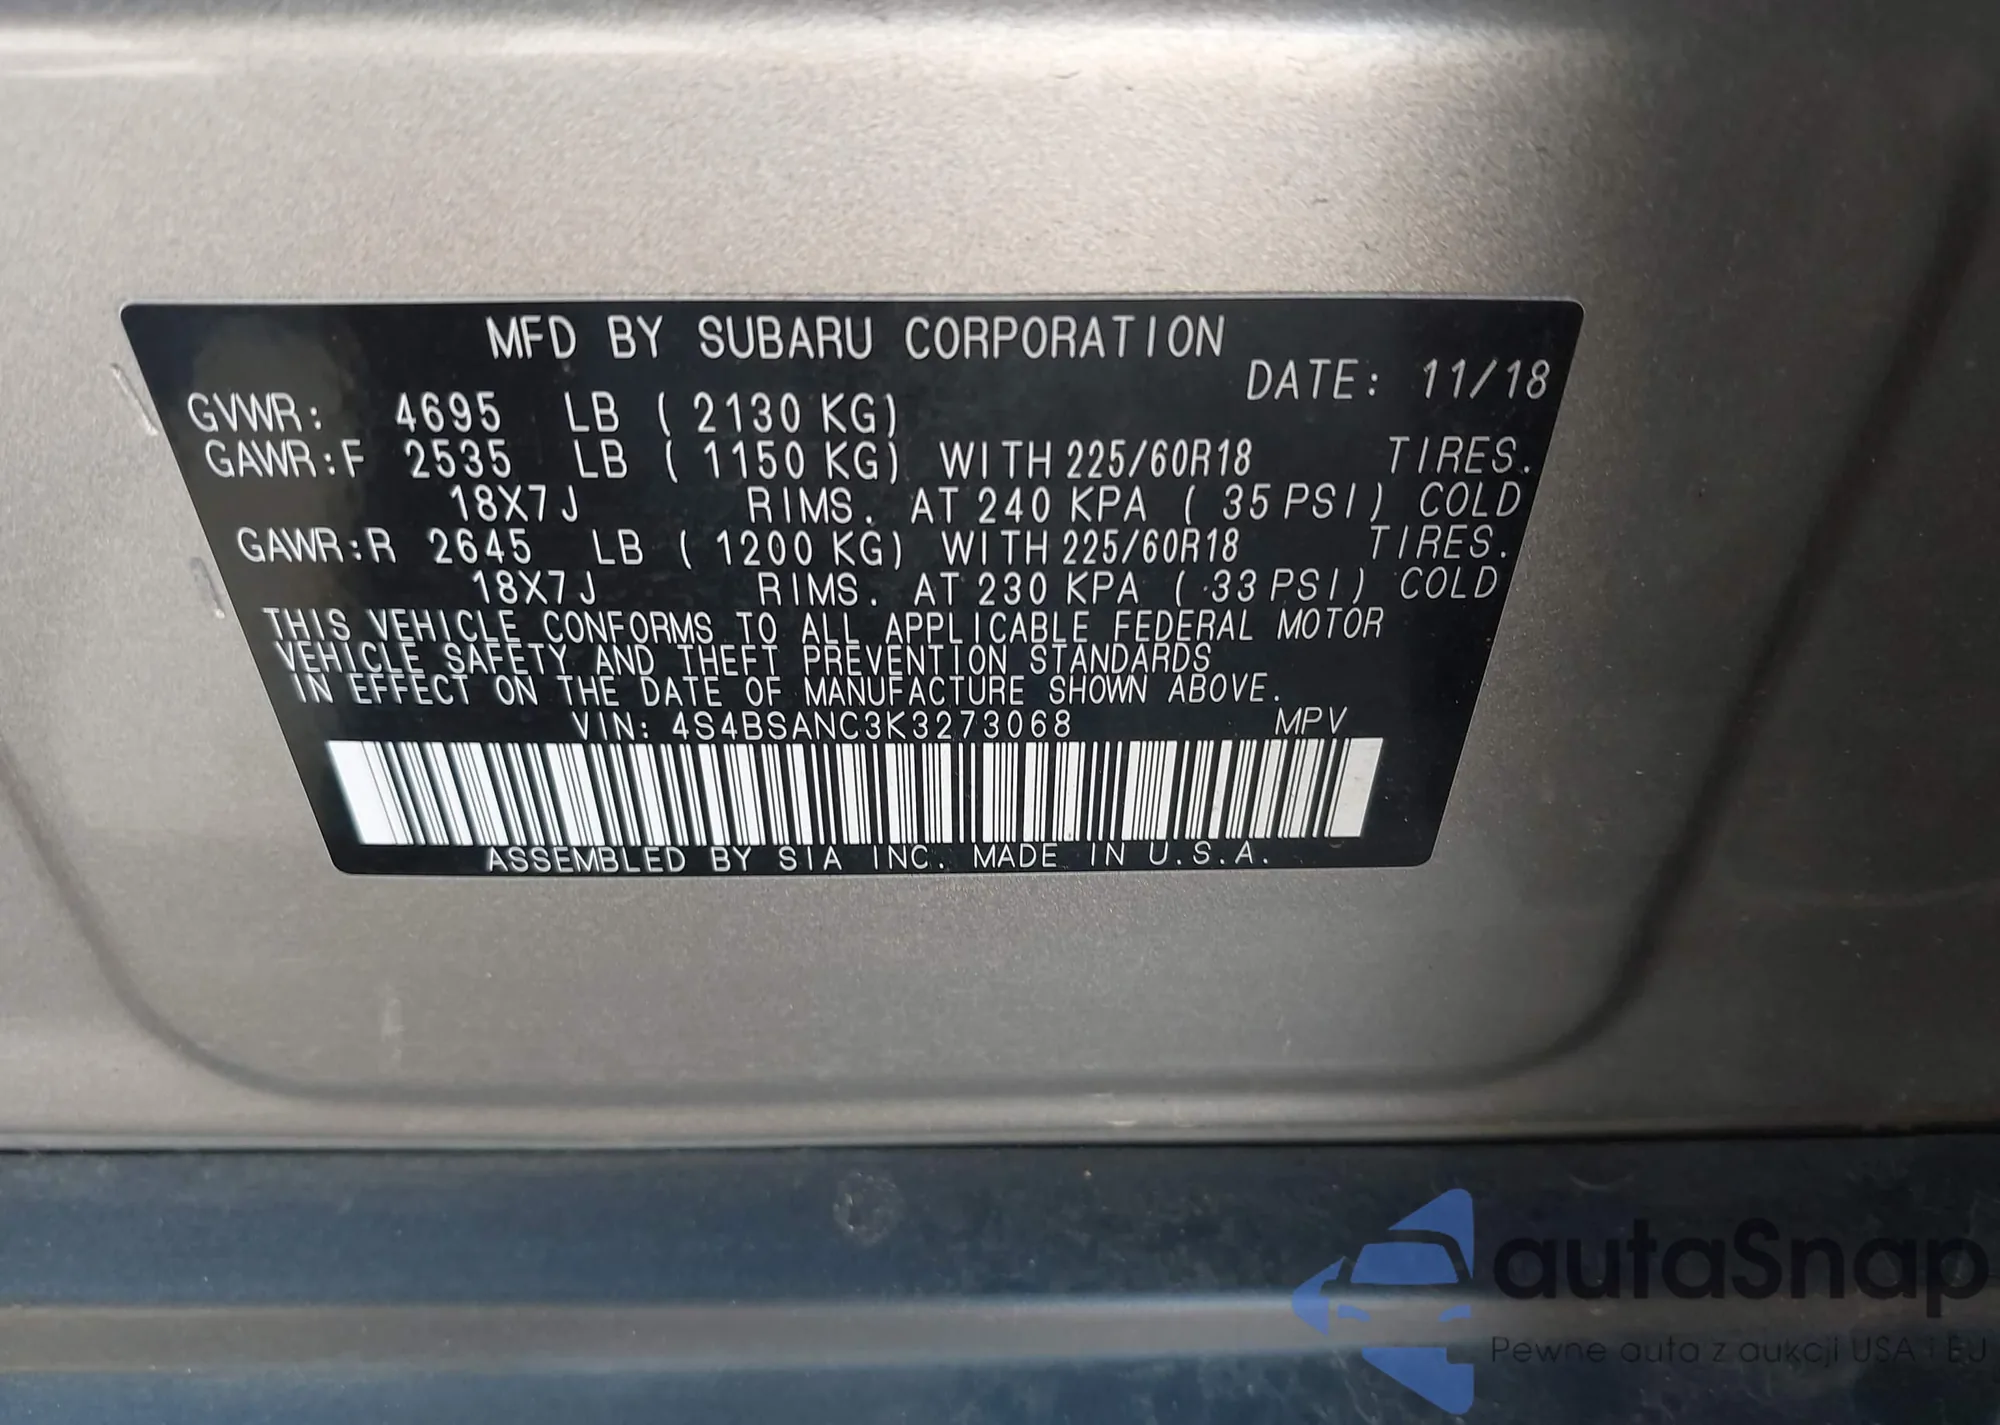 MFD BY SUBARU CORPORATION
DATE: 11/18
GVWR: 4695 LB ( 2130 KG)
GAWR:F 2535 LB ( 1150 KG) WITH 225/60R18 TIRES.
18X7J RIMS. AT 240 KPA ( 35 PSI) COLD
GAWR:R 2645 LB ( 1200 KG) WITH 225/60R18 TIRES.
18X7J RIMS. AT 230 KPA ( 33 PSI) COLD
THIS VEHICLE CONFORMS TO ALL APPLICABLE FEDERAL MOTOR
VEHICLE SAFETY AND THEFT PREVENTION STANDARDS
IN EFFECT ON THE DATE OF MANUFACTURE SHOWN ABOVE.
VIN: 4S4BSANC3K3273068 MPV
ASSEMBLED BY SIA INC. MADE IN U.S.A.
autaSnap
Pewne auta z aukcji USA i EU